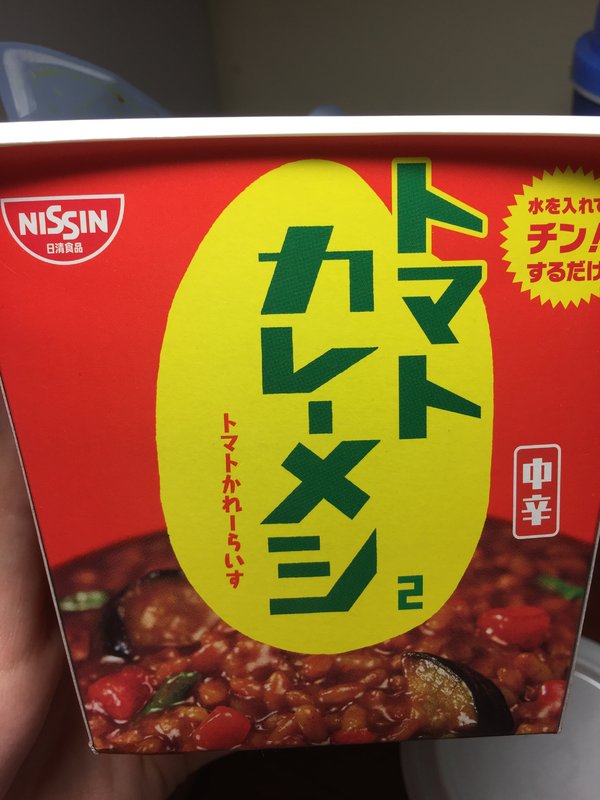 NISSIN
日清食品
トマト
カレーメシ
2
トマトかれーらいす
水を入れて
チン!
するだけ
中辛